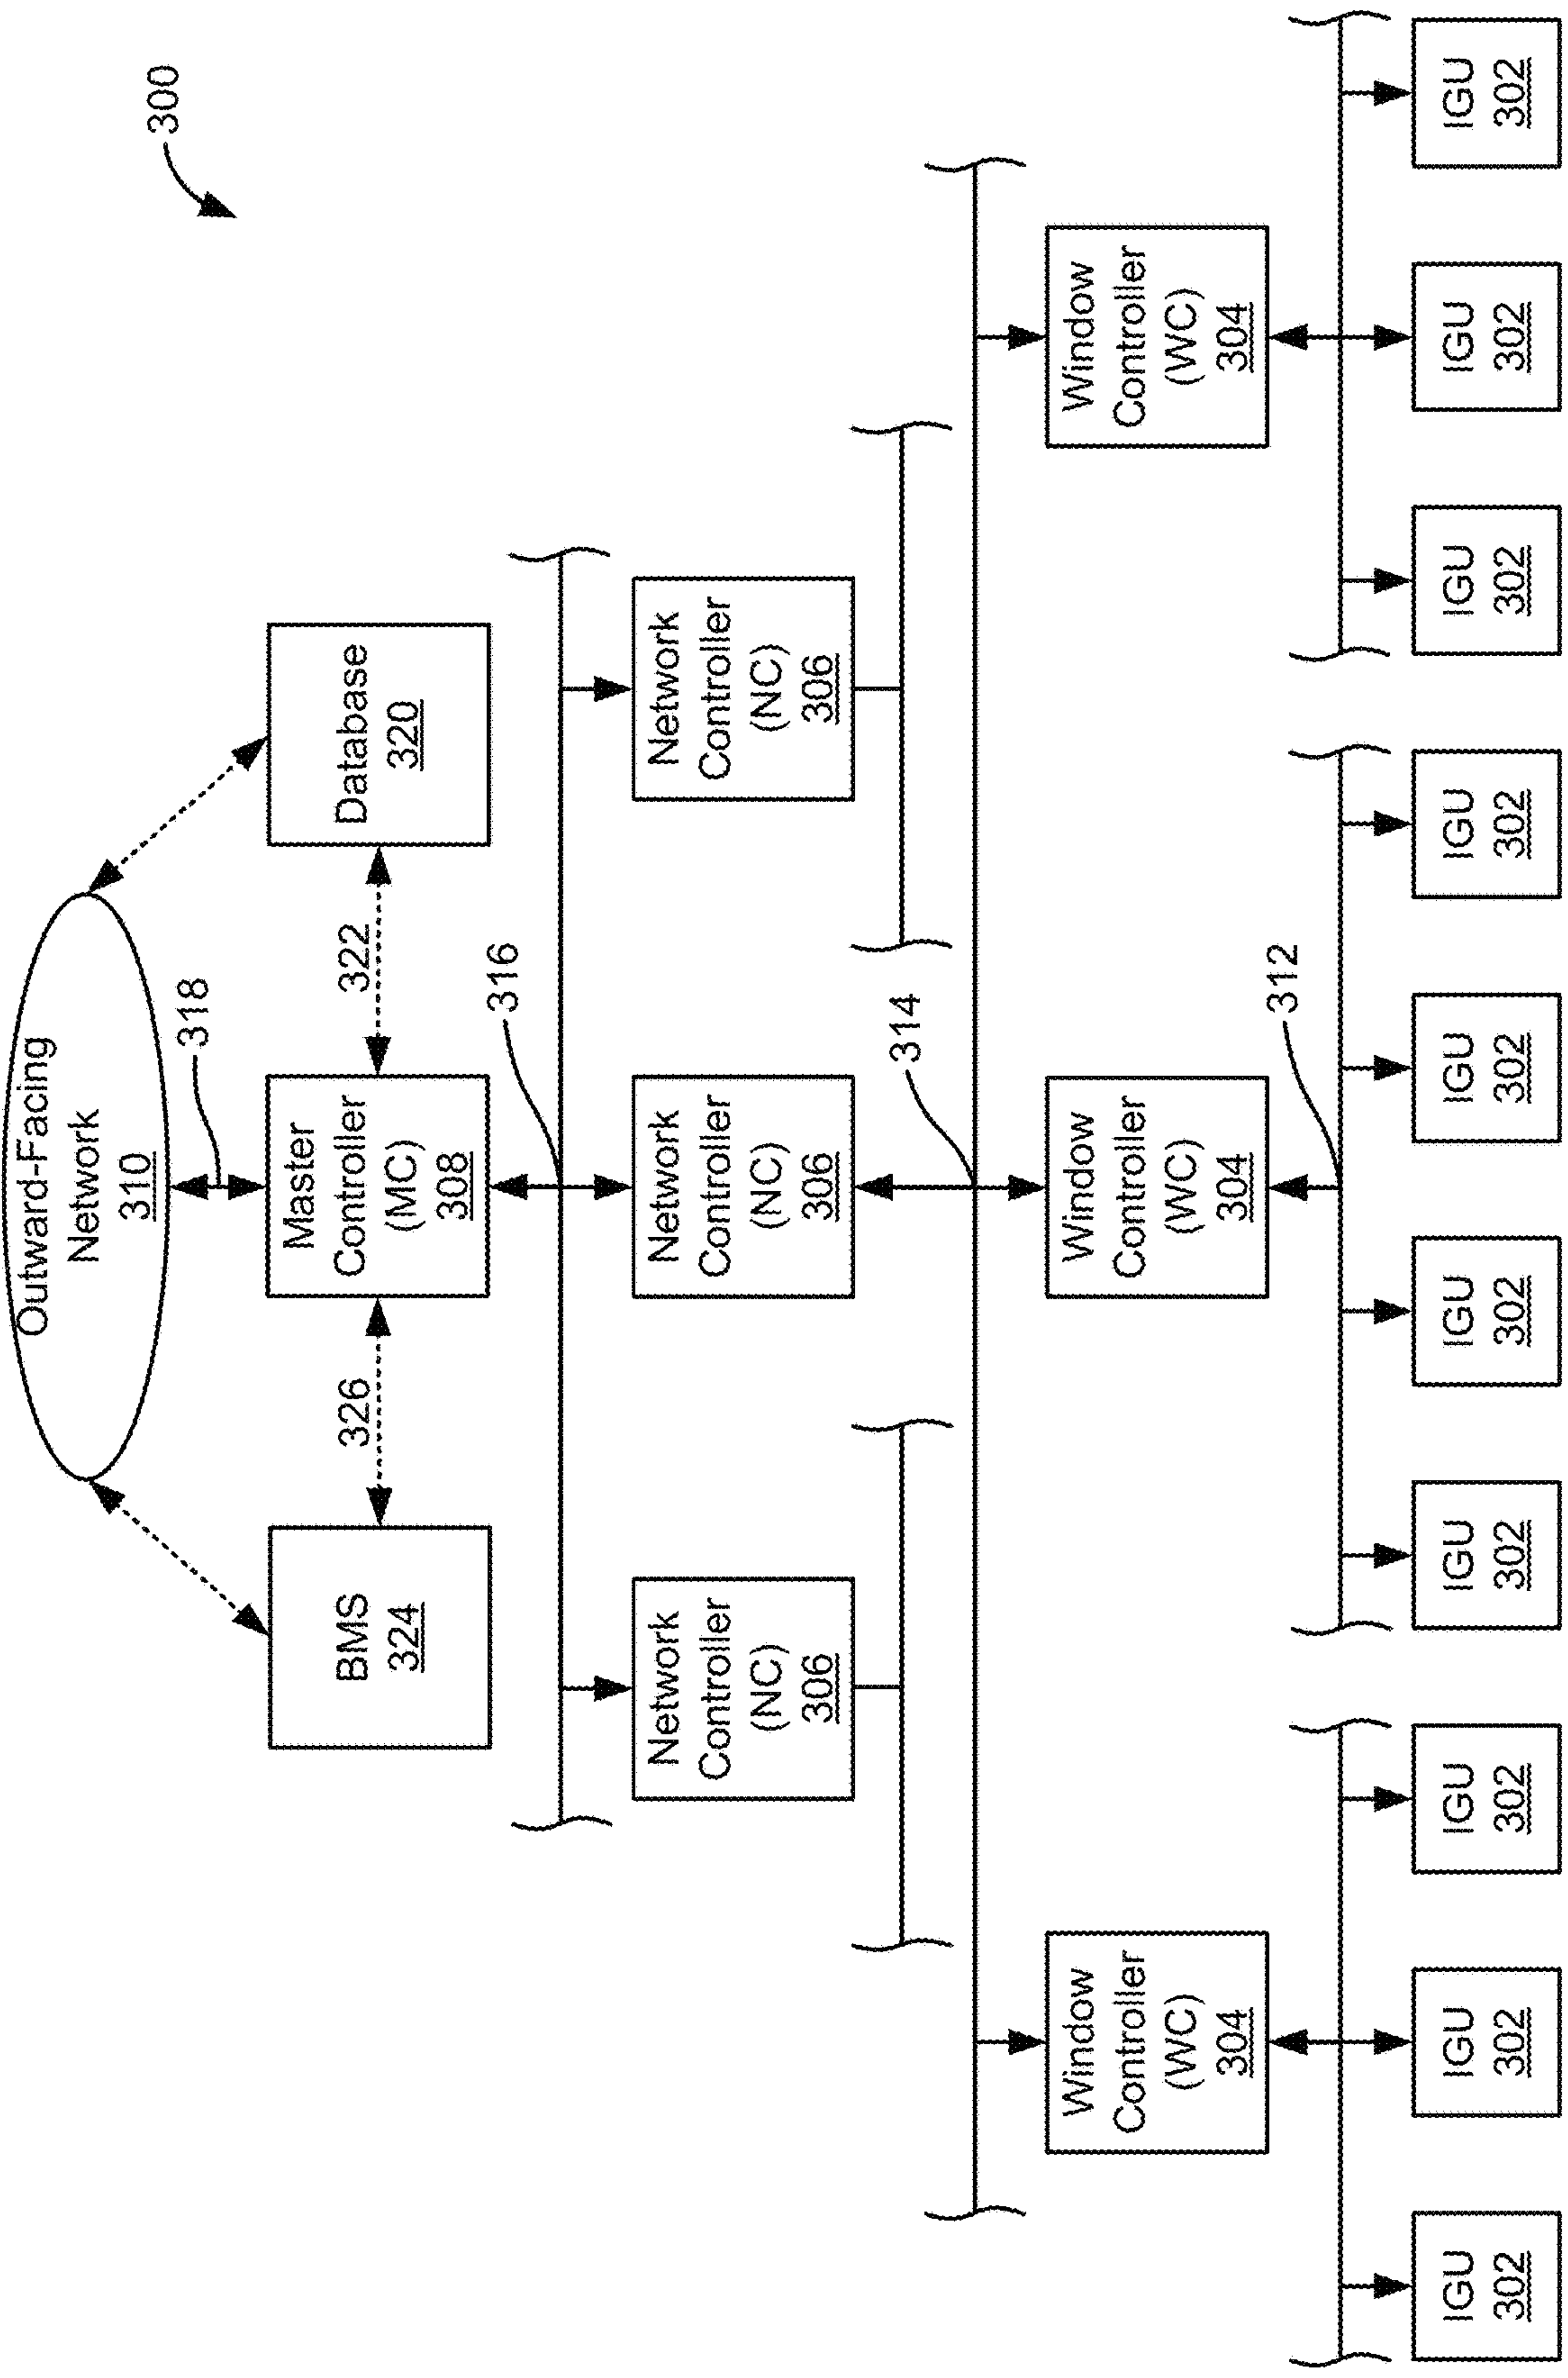 300
Outward-Facing
Network
310
318
BMS
324
326
Master
Controller
(MC)
308
322
Database
320
316
Network
Controller
(NC)
306
Network
Controller
(NC)
306
Network
Controller
(NC)
306
314
Window
Controller
(WC)
304
Window
Controller
(WC)
304
Window
Controller
(WC)
304
312
IGU
302
IGU
302
IGU
302
IGU
302
IGU
302
IGU
302
IGU
302
IGU
302
IGU
302
IGU
302